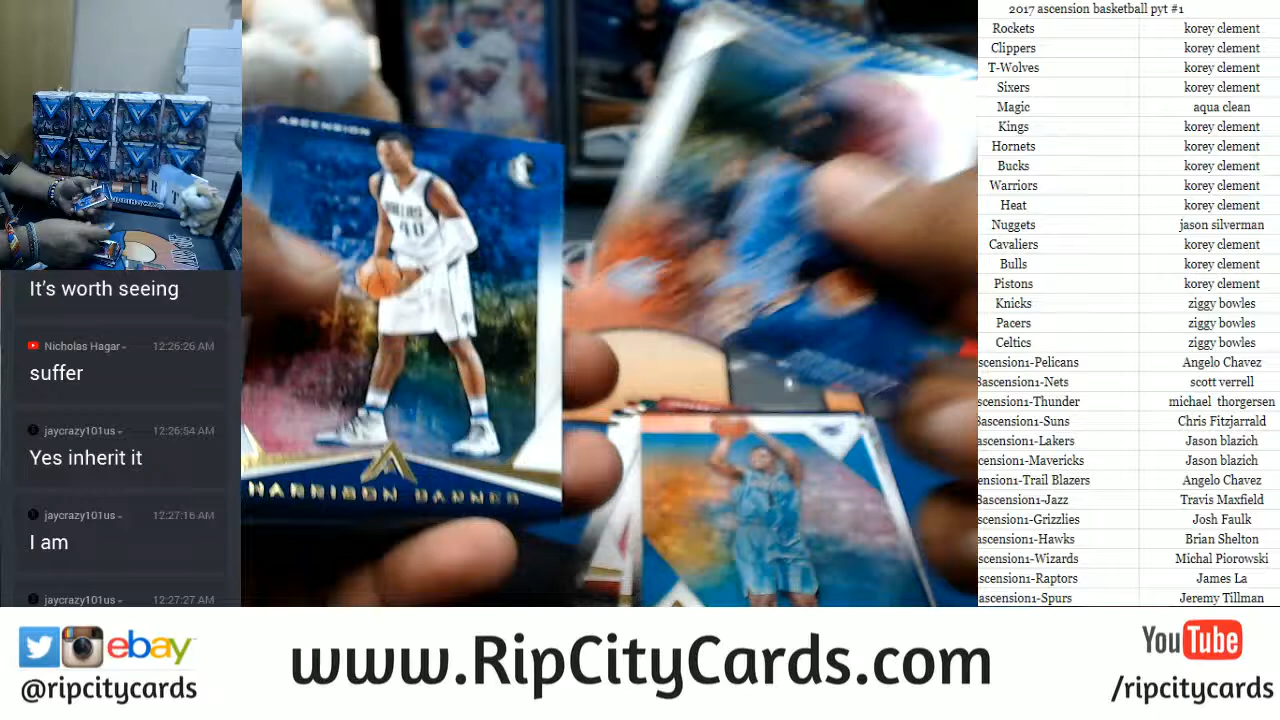 It's worth seeing
Nicholas Hagar 12:26:26 AM
suffer
jaycrazy101us 12:26:54 AM
Yes inherit it
jaycrazy101us 12:27:16 AM
I am
jaycrazy101us 12:27:27 AM
ASCENSION
DALLAS
40
HARRISON BARNES
2017 ascension basketball pyt #1
Rockets korey clement
Clippers korey clement
T-Wolves korey clement
Sixers korey clement
Magic aqua clean
Kings korey clement
Hornets korey clement
Bucks korey clement
Warriors korey clement
Heat korey clement
Nuggets jason silverman
Cavaliers korey clement
Bulls korey clement
Pistons korey clement
Knicks ziggy bowles
Pacers ziggy bowles
Celtics ziggy bowles
scension1-Pelicans Angelo Chavez
8ascension1-Nets scott verrell
scension1-Thunder michael thorgersen
8ascension1-Suns Chris Fitzjarrald
ascension1-Lakers Jason blazich
cension1-Mavericks Jason blazich
ension1-Trail Blazers Angelo Chavez
8ascension1-Jazz Travis Maxfield
scension1-Grizzlies Josh Faulk
ascension1-Hawks Brian Shelton
scension1-Wizards Michal Piorowski
scension1-Raptors James La
ascension1-Spurs Jeremy Tillman
ebay
@ripcitycards
www.RipCityCards.com
YouTube
/ripcitycards